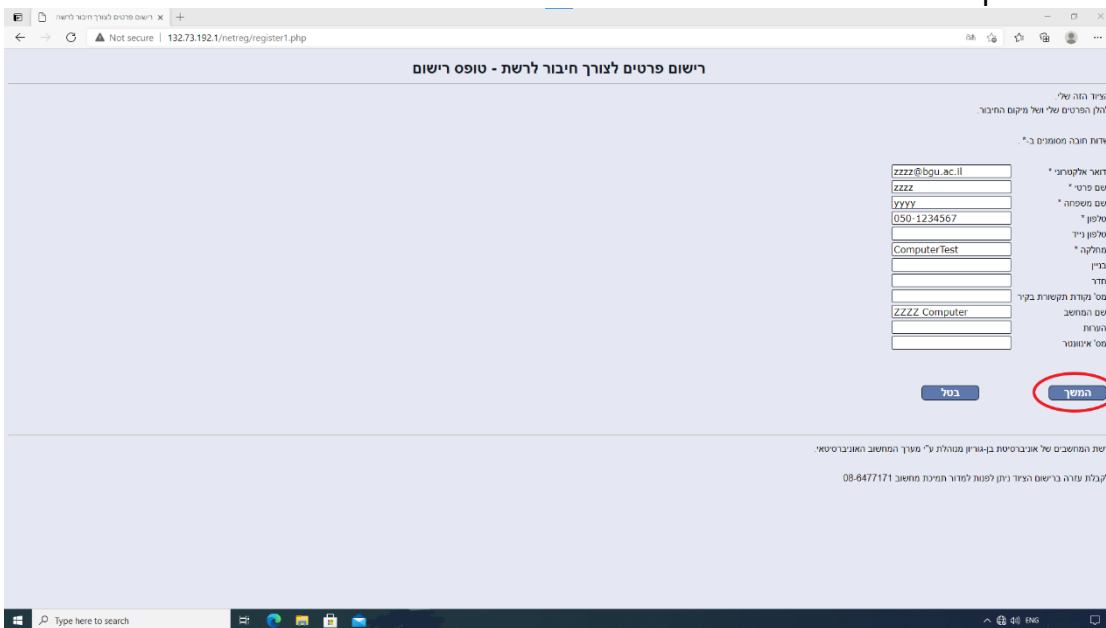 רישום פרטים לצורך חיבור לרשת
Not secure | 132.73.192.1/netreg/register1.php
רישום פרטים לצורך חיבור לרשת - טופס רישום
הציוד הזה שלי.
להלן הפרטים שלי ושל מיקום החיבור.
שדות חובה מסומנים ב-* .
דואר אלקטרוני * zzzz@bgu.ac.il
שם פרטי * zzzz
שם משפחה * yyyy
טלפון * 050-1234567
טלפון נייד
מחלקה * ComputerTest
בניין
חדר
מס' נקודת תקשורת בקיר
שם המחשב ZZZZ Computer
הערות
מס' אינוונטר
המשך בטל
רשת המחשבים של אוניברסיטת בן-גוריון מנוהלת ע"י מערך המחשוב האוניברסיטאי.
לקבלת עזרה ברישום הציוד ניתן לפנות למדור תמיכת מחשוב 08-6477171
Type here to search ENG